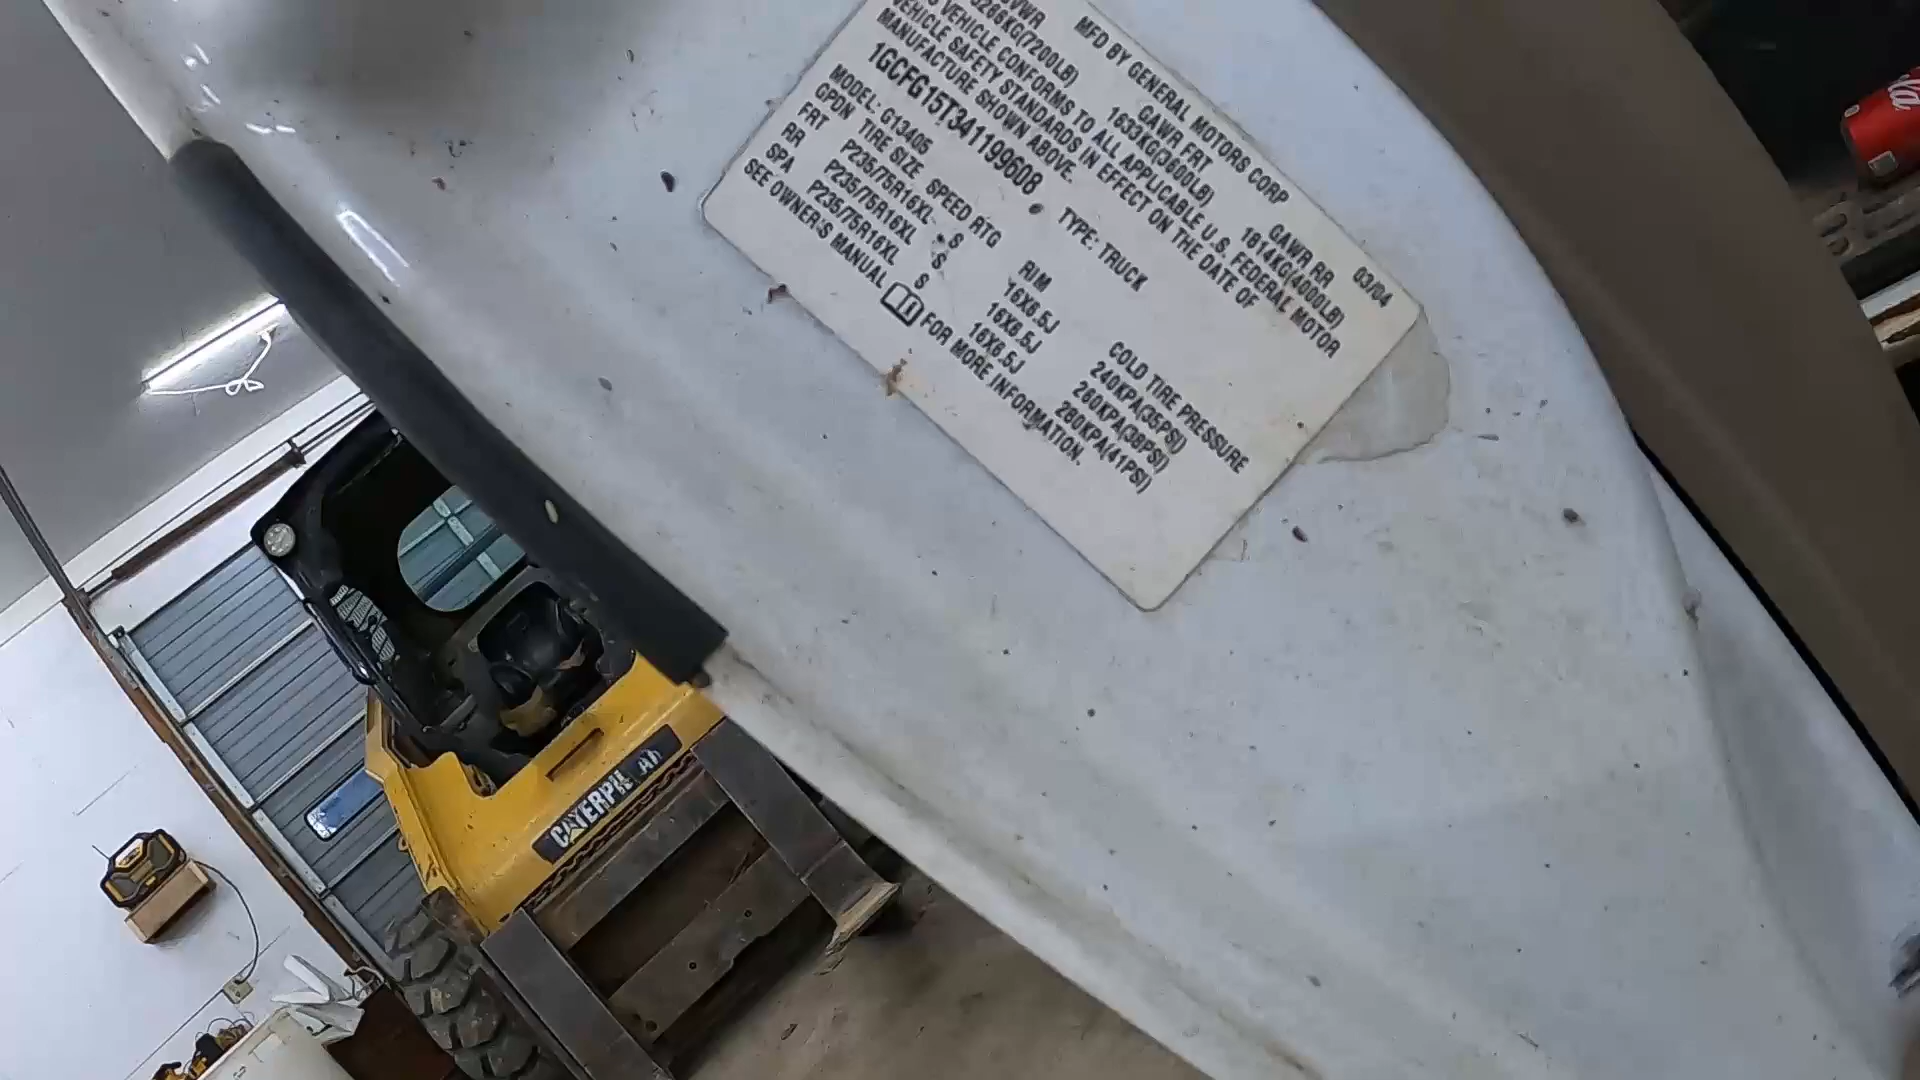 MFD BY GENERAL MOTORS CORP 03/04
GVWR GAWR FRT GAWR RR
3266KG(7200LB) 1633KG(3600LB) 1814KG(4000LB)
VEHICLE CONFORMS TO ALL APPLICABLE U.S. FEDERAL MOTOR
VEHICLE SAFETY STANDARDS IN EFFECT ON THE DATE OF
MANUFACTURE SHOWN ABOVE.
1GCFG15T341199608 TYPE: TRUCK
MODEL: G13405
GPDN TIRE SIZE SPEED RTG RIM COLD TIRE PRESSURE
FRT P235/75R16XL S 16X6.5J 240KPA(35PSI)
RR P235/75R16XL S 16X6.5J 260KPA(38PSI)
SPA P235/75R16XL S 16X6.5J 280KPA(41PSI)
SEE OWNER'S MANUAL FOR MORE INFORMATION.
CATERPIL AR